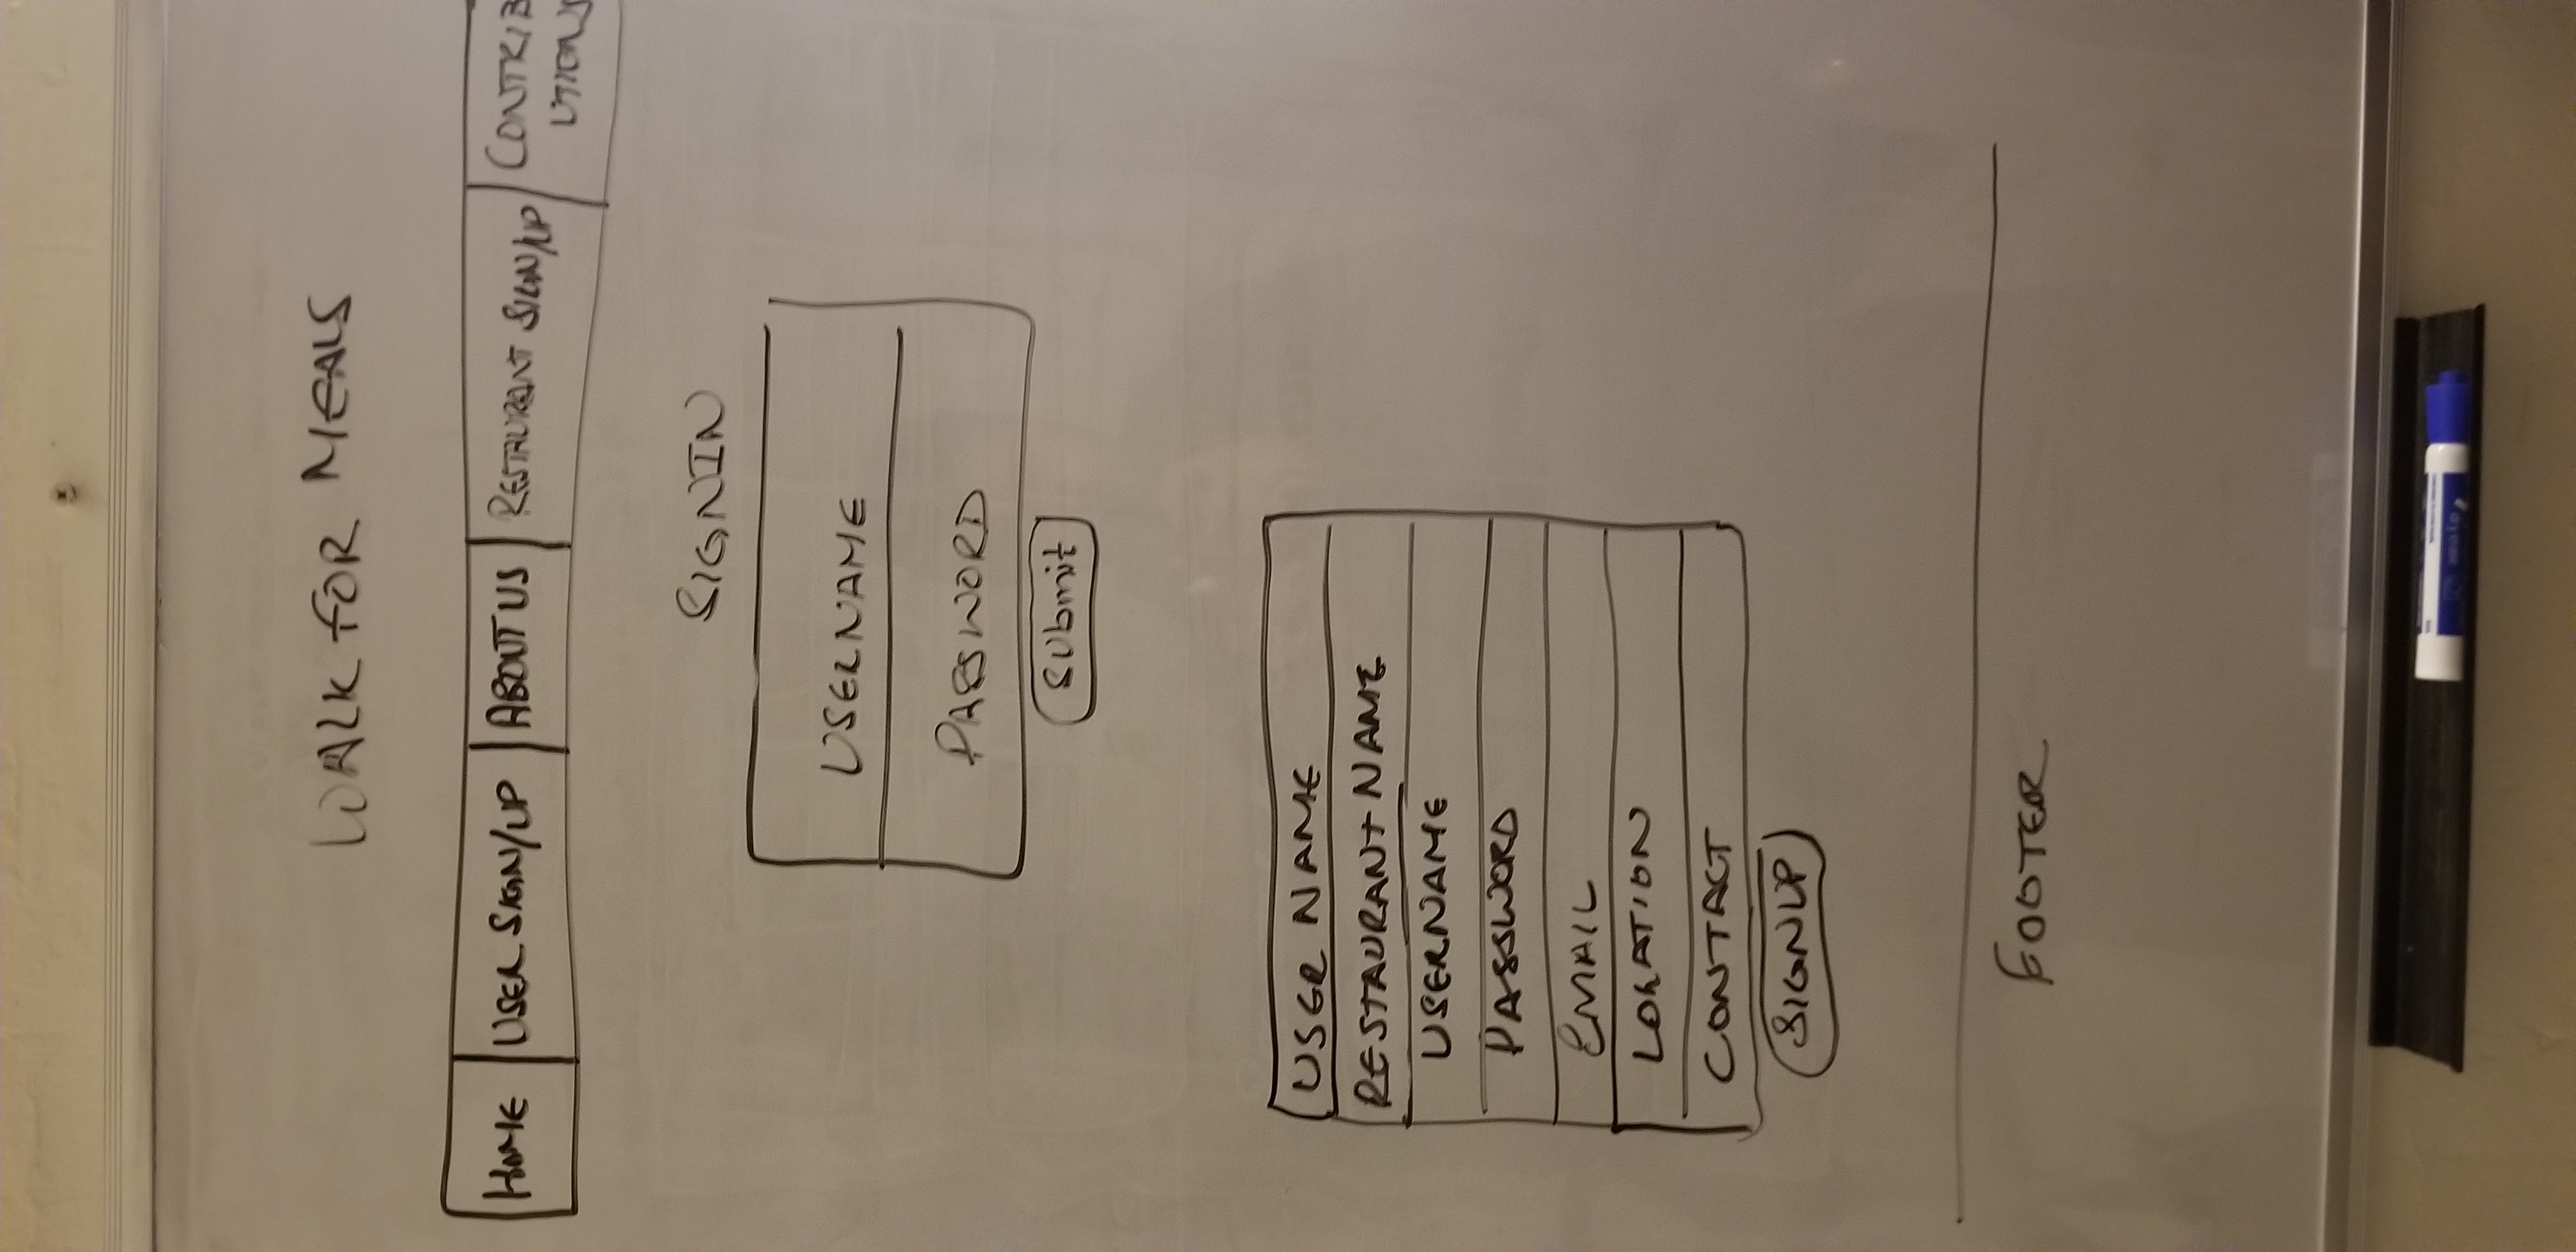 WALK FOR MEALS
HOME USER SIGN/UP ABOUT US RESTAURANT SIGN/UP CONTRIB
UTIONS
SIGNIN
USERNAME
PASSWORD
Submit
USER NAME
RESTAURANT NAME
USERNAME
PASSWORD
EMAIL
LOCATION
CONTACT
SIGNUP
FOOTER